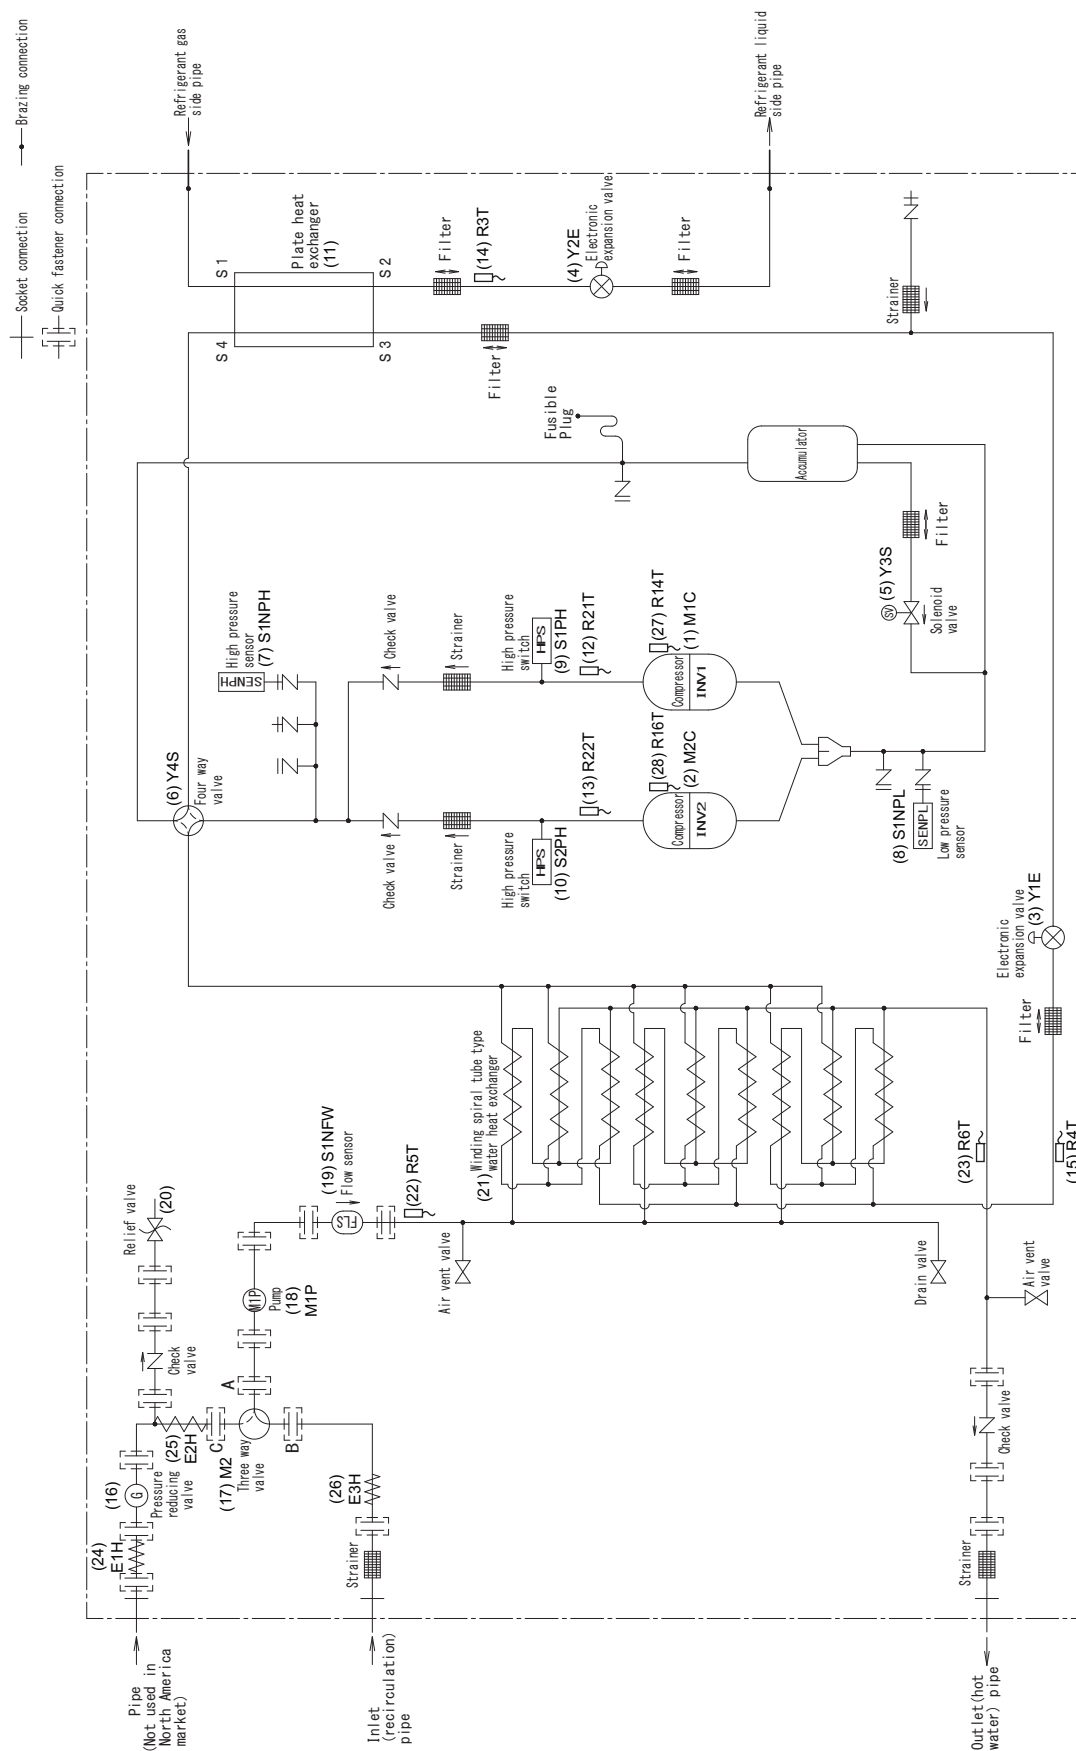 Socket connection
Brazing connection
Quick fastener connection
Refrigerant gas
side pipe
Refrigerant liquid
side pipe
S 1
S 2
S 3
S 4
Plate heat
exchanger
(11)
Filter
(14) R3T
(4) Y2E
Electronic
expansion valve
Filter
Filter
Strainer
Fusible
Plug
Accumulator
Filter
(5) Y3S
SV
Solenoid
valve
(6) Y4S
Four way
valve
High pressure
sensor
(7) S1NPH
SENPH
Check valve
Strainer
High pressure
switch
HPS
(9) S1PH
(12) R21T
(27) R14T
(1) M1C
Compressor
INV1
Check valve
Strainer
High pressure
switch
HPS
(10) S2PH
(13) R22T
(28) R16T
(2) M2C
Compressor
INV2
(8) S1NPL
SENPL
Low pressure
sensor
Electronic
expansion valve
(3) Y1E
Filter
(15) R4T
(23) R6T
(21) Winding spiral tube type
water heat exchanger
(19) S1NFW
Flow sensor
FLS
(22) R5T
Air vent valve
Drain valve
Air vent
valve
Relief valve
(20)
Check
valve
M1P
Pump
(18)
M1P
A
B
C
(17) M2
Three way
valve
(25)
E2H
(16)
G
Pressure
reducing
valve
(24)
E1H
(26)
E3H
Strainer
Check valve
Strainer
Pipe
(Not used in
North America
market)
Inlet
(recirculation)
pipe
Outlet(hot
water) pipe